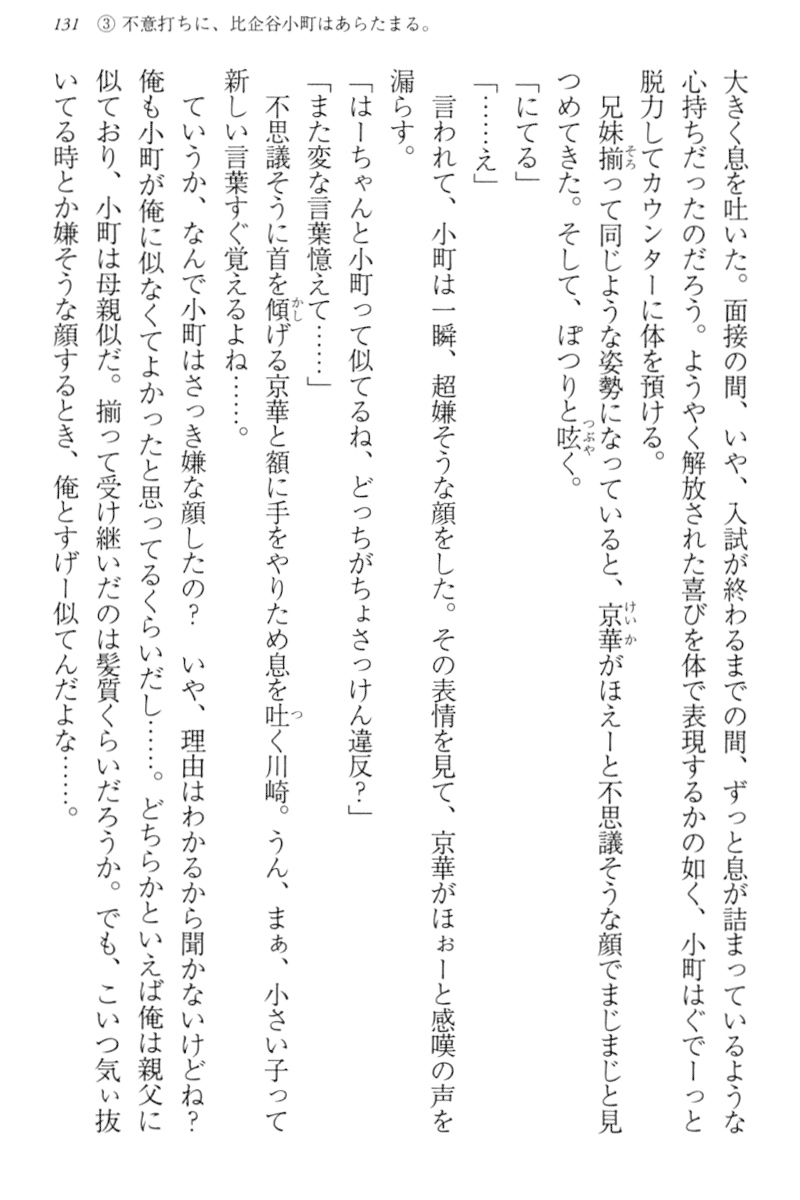 131 ③ 不意打ちに、比企谷小町はあらたまる。
大きく息を吐いた。面接の間、いや、入試が終わるまでの間、ずっと息が詰まっているような
心持ちだったのだろう。ようやく解放された喜びを体で表現するかの如く、小町はぐでーっと
脱力してカウンターに体を預ける。
　兄妹揃って同じような姿勢になっていると、京華がほえーと不思議そうな顔でまじまじと見
つめてきた。そして、ぽつりと呟く。
「にてる」
「……え」
　言われて、小町は一瞬、超嫌そうな顔をした。その表情を見て、京華がほぉーと感嘆の声を
漏らす。
「はーちゃんと小町って似てるね、どっちがちょさっけん違反？」
「また変な言葉憶えて……」
　不思議そうに首を傾げる京華と額に手をやりため息を吐く川崎。うん、まぁ、小さい子って
新しい言葉すぐ覚えるよね……。
　ていうか、なんで小町はさっき嫌な顔したの？　いや、理由はわかるから聞かないけどね？
俺も小町が俺に似なくてよかったと思ってるくらいだし……。どちらかといえば俺は親父に
似ており、小町は母親似だ。揃って受け継いだのは髪質くらいだろうか。でも、こいつ気ぃ抜
いてる時とか嫌そうな顔するとき、俺とすげー似てんだよな……。